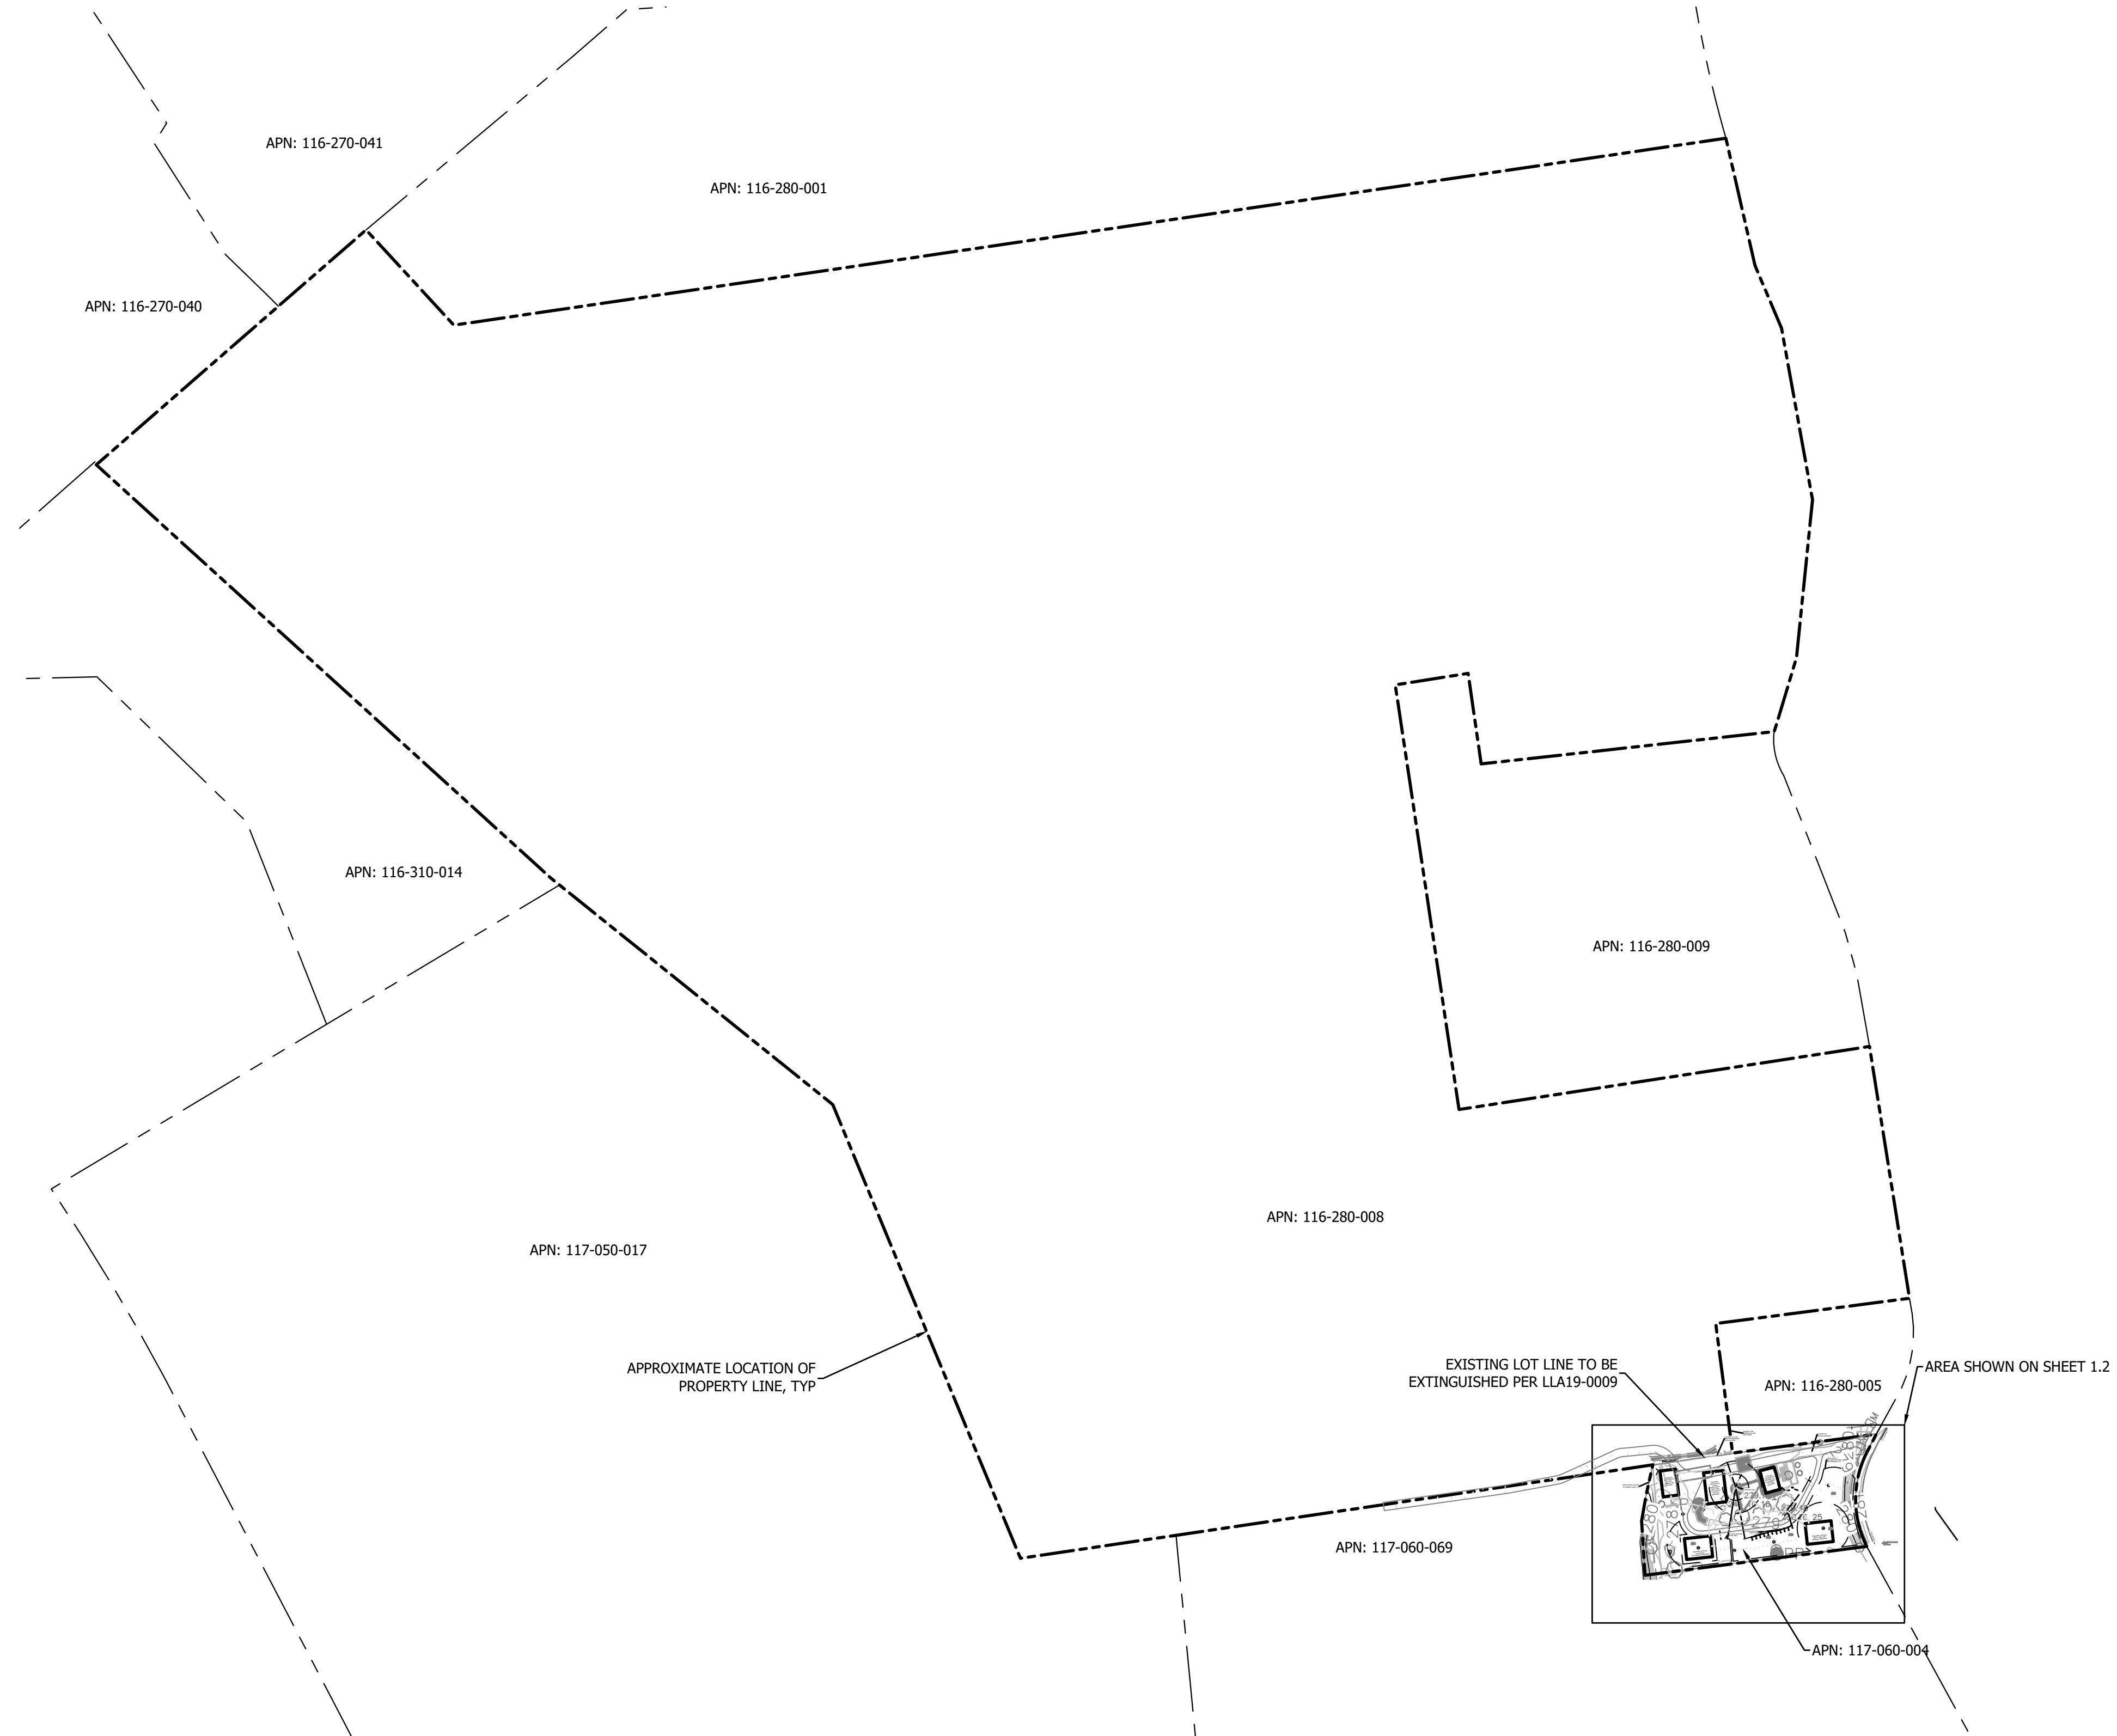 APN: 116-270-041
APN: 116-280-001
APN: 116-270-040
APN: 116-310-014
APN: 116-280-009
APN: 116-280-008
APN: 117-050-017
APPROXIMATE LOCATION OF
PROPERTY LINE, TYP
EXISTING LOT LINE TO BE
EXTINGUISHED PER LLA19-0009
AREA SHOWN ON SHEET 1.2
APN: 116-280-005
APN: 117-060-069
APN: 117-060-004